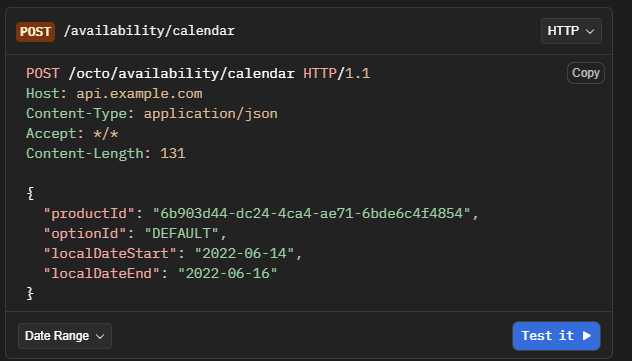 POST /availability/calendar HTTP
POST /octo/availability/calendar HTTP/1.1 Copy
Host: api.example.com
Content-Type: application/json
Accept: */*
Content-Length: 131
{
"productId": "6b903d44-dc24-4ca4-ae71-6bde6c4f4854",
"optionId": "DEFAULT",
"localDateStart": "2022-06-14",
"localDateEnd": "2022-06-16"
}
Date Range Test it